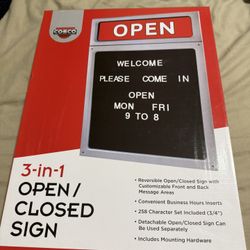 COSCO
OPEN
WELCOME
PLEASE COME IN
OPEN
MON FRI
9 TO 8
3-in-1
OPEN /
CLOSED
SIGN
• Reversible Open/Closed Sign with
Customizable Front and Back
Message Areas
• Convenient Business Hours Inserts
• 258 Character Set Included (3/4")
• Detachable Open/Closed Sign Can
Be Used Separately
• Includes Mounting Hardware